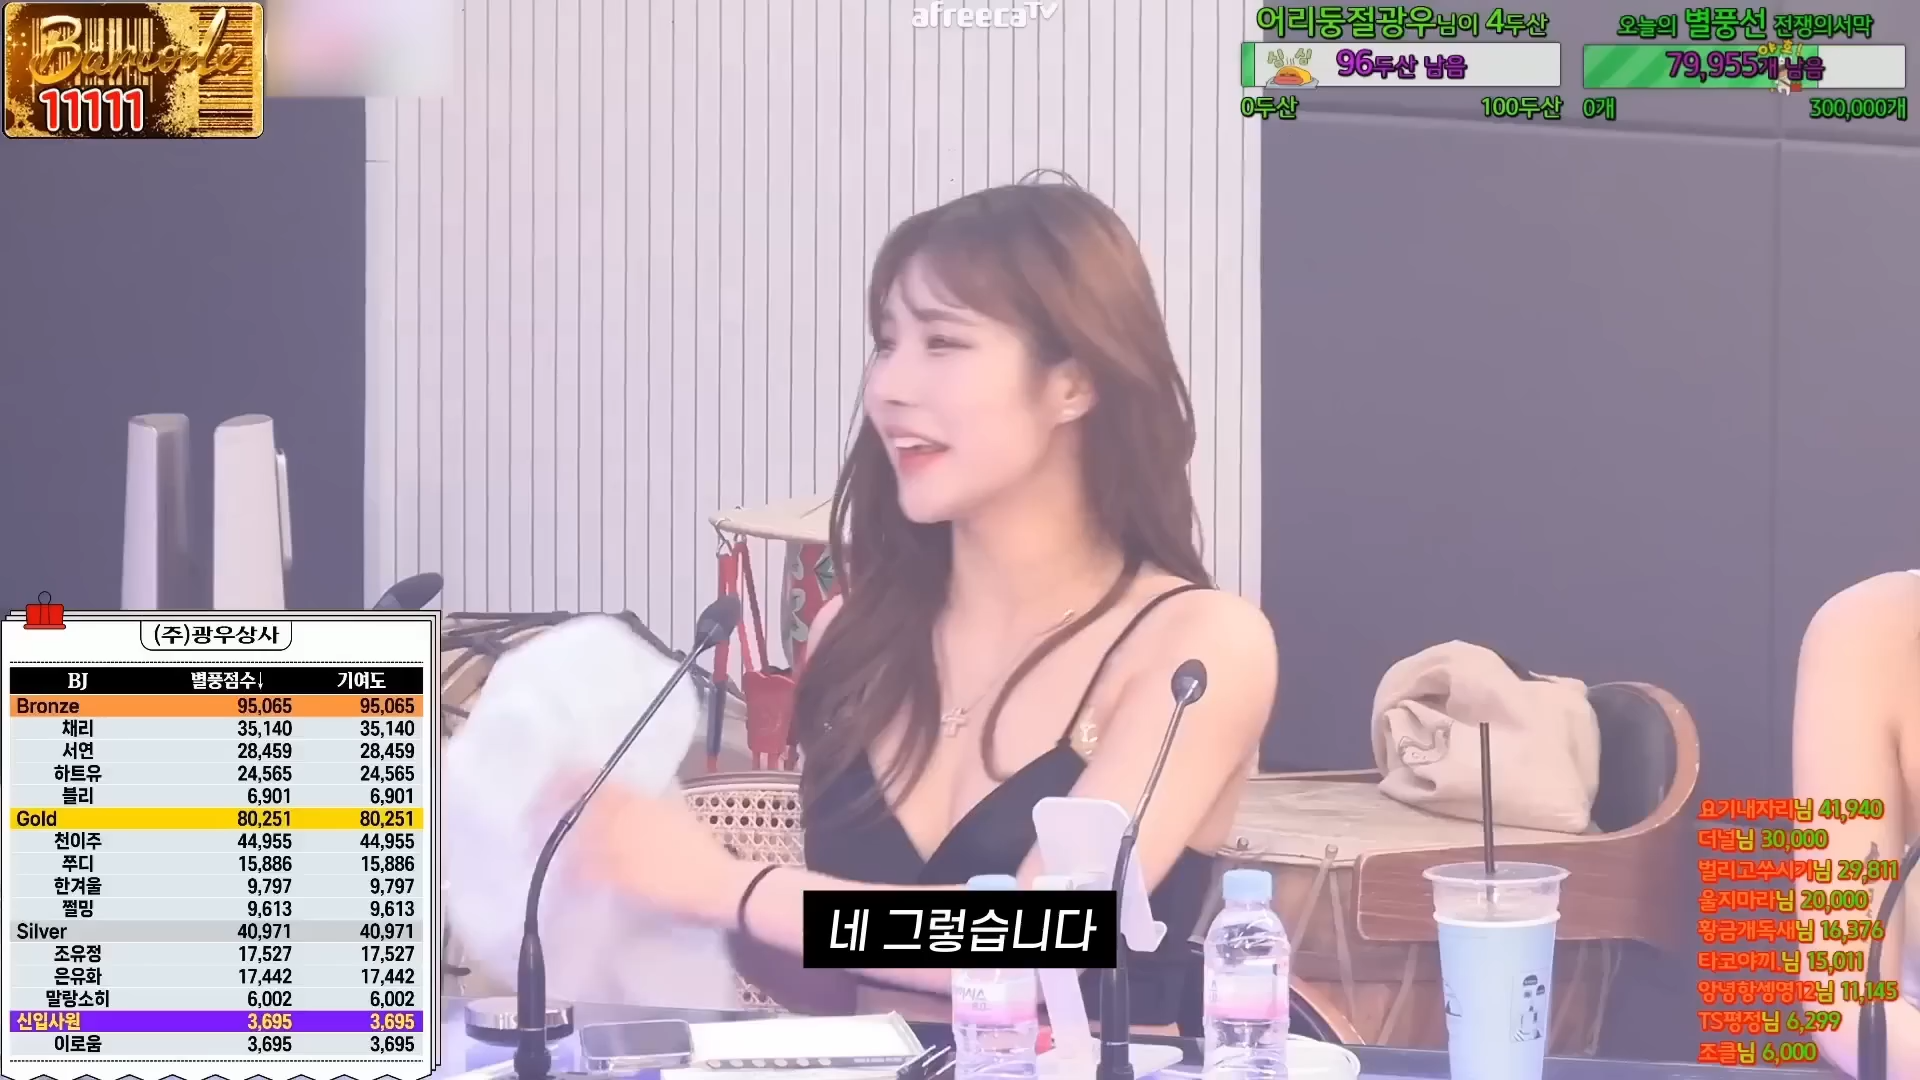 Barcode
11111
afreecaTV
어리둥절광우님이 4두산
싱싱
96두산 남음
0두산
100두산
오늘의 별풍선 전쟁의서막
야호!
79,955개 남음
0개
300,000개
(주)광우상사
BJ 별풍점수↓ 기여도
Bronze 95,065 95,065
채리 35,140 35,140
서연 28,459 28,459
하트유 24,565 24,565
블리 6,901 6,901
Gold 80,251 80,251
천이주 44,955 44,955
쭈디 15,886 15,886
한겨울 9,797 9,797
쩔밍 9,613 9,613
Silver 40,971 40,971
조유정 17,527 17,527
은유화 17,442 17,442
말랑소히 6,002 6,002
신입사원 3,695 3,695
이로움 3,695 3,695
네 그렇습니다
요기내자리님 41,940
더널님 30,000
벌리고쑤시기님 29,811
울지마라님 20,000
황금개독새님 16,376
타코야끼.님 15,011
안녕항셍영12님 11,145
TS평정님 6,299
조클님 6,000